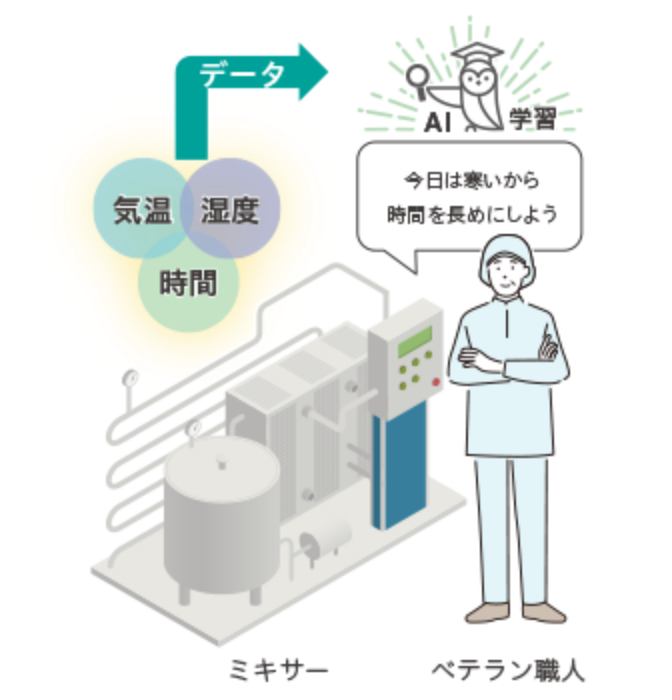 データ
AI 学習
気温 湿度
時間
今日は寒いから
時間を長めにしよう
ミキサー
ベテラン職人